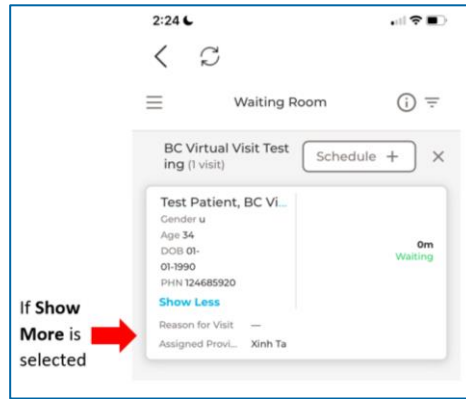 2:24
Waiting Room
BC Virtual Visit Test
ing (1 visit)
Schedule +
Test Patient, BC Vi...
Gender u
Age 34
DOB 01-
01-1990
PHN 124685920
0m
Waiting
Show Less
If Show
More is
selected
Reason for Visit —
Assigned Provi... Xinh Ta